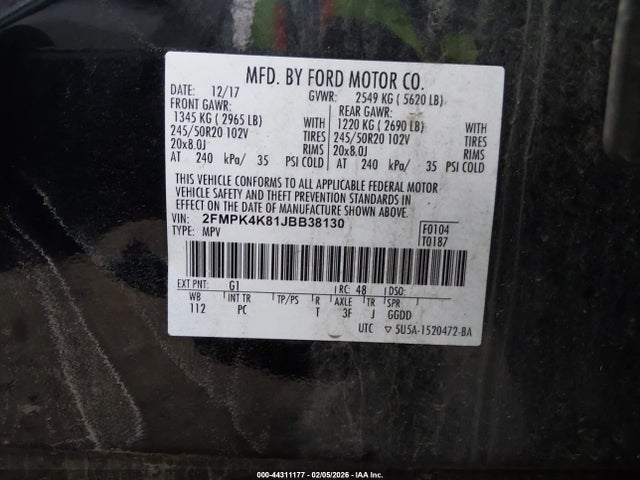 MFD. BY FORD MOTOR CO.
DATE: 12/17 GVWR: 2549 KG ( 5620 LB)
FRONT GAWR: REAR GAWR:
1345 KG ( 2965 LB) WITH 1220 KG ( 2690 LB) WITH
245/50R20 102V TIRES 245/50R20 102V TIRES
20x8.0J RIMS 20x8.0J RIMS
AT 240 kPa/ 35 PSI COLD AT 240 kPa/ 35 PSI COLD
THIS VEHICLE CONFORMS TO ALL APPLICABLE FEDERAL MOTOR
VEHICLE SAFETY AND THEFT PREVENTION STANDARDS IN
EFFECT ON THE DATE OF MANUFACTURE SHOWN ABOVE.
VIN: 2FMPK4K81JBB38130 F0104
TYPE: MPV T0187
EXT PNT: G1 RC: 48
WB INT TR TP/PS R AXLE TR SPR
112 PC T 3F J GGDD
UTC 5U5A-1520472-BA
000-44311177 - 02/05/2026 - IAA Inc.